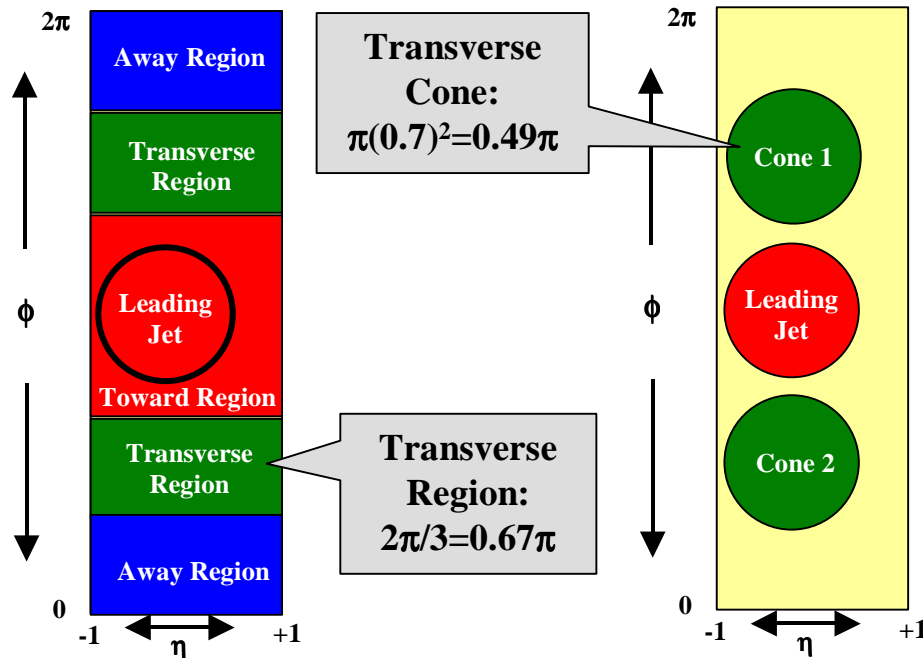 2π
Away Region
Transverse
Region
Leading
Jet
Toward Region
Transverse
Region
Away Region
ϕ
0
-1
η
+1
Transverse
Cone:
π(0.7)²=0.49π
Transverse
Region:
2π/3=0.67π
2π
Cone 1
Leading
Jet
Cone 2
ϕ
0
-1
η
+1